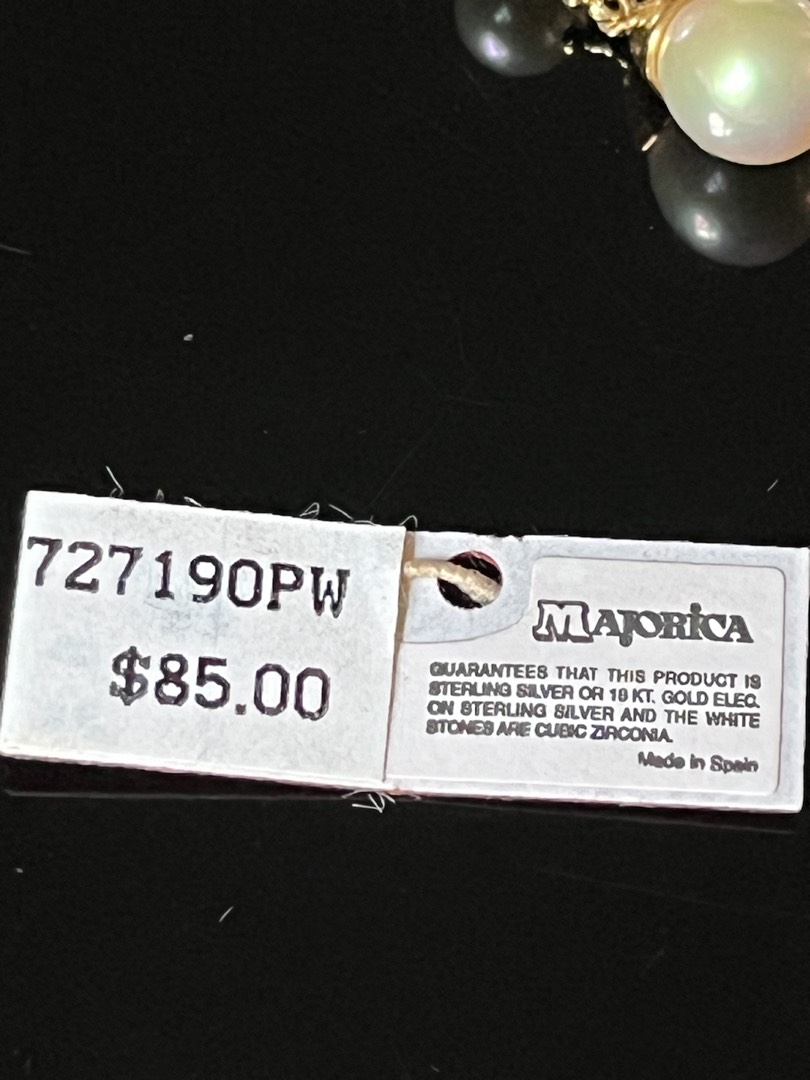 727190PW
$85.00
MAJORICA
GUARANTEES THAT THIS PRODUCT IS
STERLING SILVER OR 18 KT. GOLD ELEC.
ON STERLING SILVER AND THE WHITE
STONES ARE CUBIC ZIRCONIA.
Made in Spain